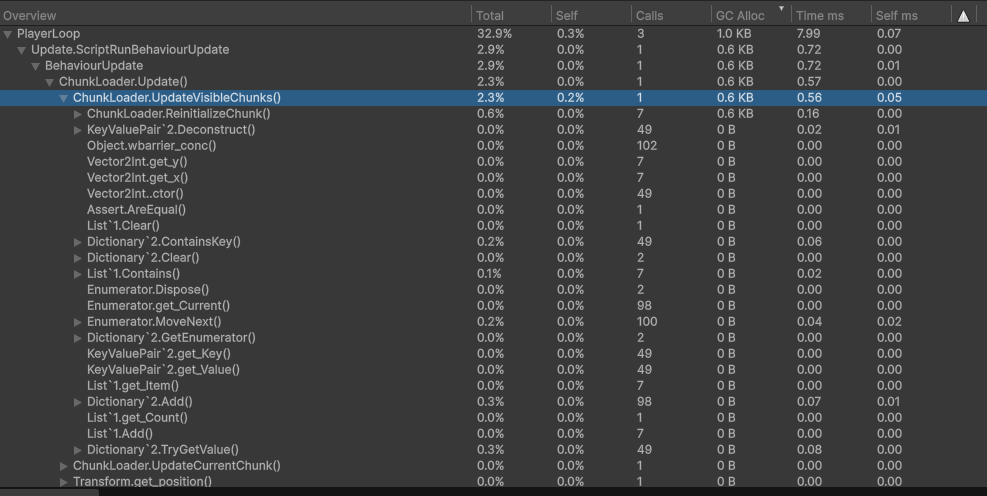 Overview Total Self Calls GC Alloc Time ms Self ms
PlayerLoop 32.9% 0.3% 3 1.0 KB 7.99 0.07
Update.ScriptRunBehaviourUpdate 2.9% 0.0% 1 0.6 KB 0.72 0.00
BehaviourUpdate 2.9% 0.0% 1 0.6 KB 0.72 0.01
ChunkLoader.Update() 2.3% 0.0% 1 0.6 KB 0.57 0.00
ChunkLoader.UpdateVisibleChunks() 2.3% 0.2% 1 0.6 KB 0.56 0.05
ChunkLoader.ReinitializeChunk() 0.6% 0.0% 7 0.6 KB 0.16 0.00
KeyValuePair`2.Deconstruct() 0.0% 0.0% 49 0 B 0.02 0.01
Object.wbarrier_conc() 0.0% 0.0% 102 0 B 0.00 0.00
Vector2Int.get_y() 0.0% 0.0% 7 0 B 0.00 0.00
Vector2Int.get_x() 0.0% 0.0% 7 0 B 0.00 0.00
Vector2Int..ctor() 0.0% 0.0% 49 0 B 0.00 0.00
Assert.AreEqual() 0.0% 0.0% 1 0 B 0.00 0.00
List`1.Clear() 0.0% 0.0% 1 0 B 0.00 0.00
Dictionary`2.ContainsKey() 0.2% 0.0% 49 0 B 0.06 0.00
Dictionary`2.Clear() 0.0% 0.0% 2 0 B 0.00 0.00
List`1.Contains() 0.1% 0.0% 7 0 B 0.02 0.00
Enumerator.Dispose() 0.0% 0.0% 2 0 B 0.00 0.00
Enumerator.get_Current() 0.0% 0.0% 98 0 B 0.00 0.00
Enumerator.MoveNext() 0.2% 0.0% 100 0 B 0.04 0.02
Dictionary`2.GetEnumerator() 0.0% 0.0% 2 0 B 0.00 0.00
KeyValuePair`2.get_Key() 0.0% 0.0% 49 0 B 0.00 0.00
KeyValuePair`2.get_Value() 0.0% 0.0% 49 0 B 0.00 0.00
List`1.get_Item() 0.0% 0.0% 7 0 B 0.00 0.00
Dictionary`2.Add() 0.3% 0.0% 98 0 B 0.07 0.01
List`1.get_Count() 0.0% 0.0% 1 0 B 0.00 0.00
List`1.Add() 0.0% 0.0% 7 0 B 0.00 0.00
Dictionary`2.TryGetValue() 0.3% 0.0% 49 0 B 0.08 0.00
ChunkLoader.UpdateCurrentChunk() 0.0% 0.0% 1 0 B 0.00 0.00
Transform.get_position() 0.0% 0.0% 1 0 B 0.00 0.00